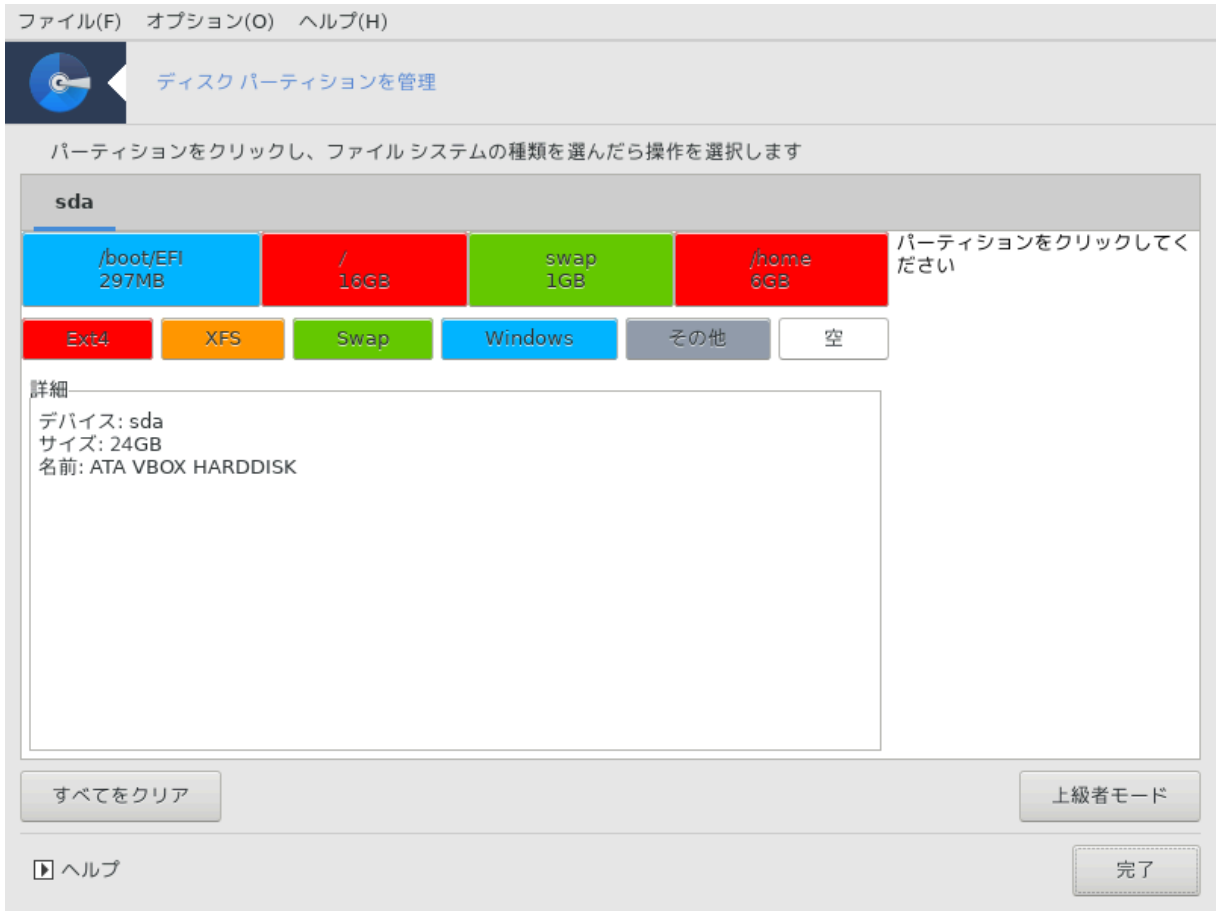 ファイル(F) オプション(O) ヘルプ(H)
ディスク パーティションを管理
パーティションをクリックし、ファイル システムの種類を選んだら操作を選択します
sda
/boot/EFI
297MB
/
16GB
swap
1GB
/home
6GB
パーティションをクリックしてく
ださい
Ext4
XFS
Swap
Windows
その他
空
詳細
デバイス: sda
サイズ: 24GB
名前: ATA VBOX HARDDISK
すべてをクリア
上級者モード
ヘルプ
完了